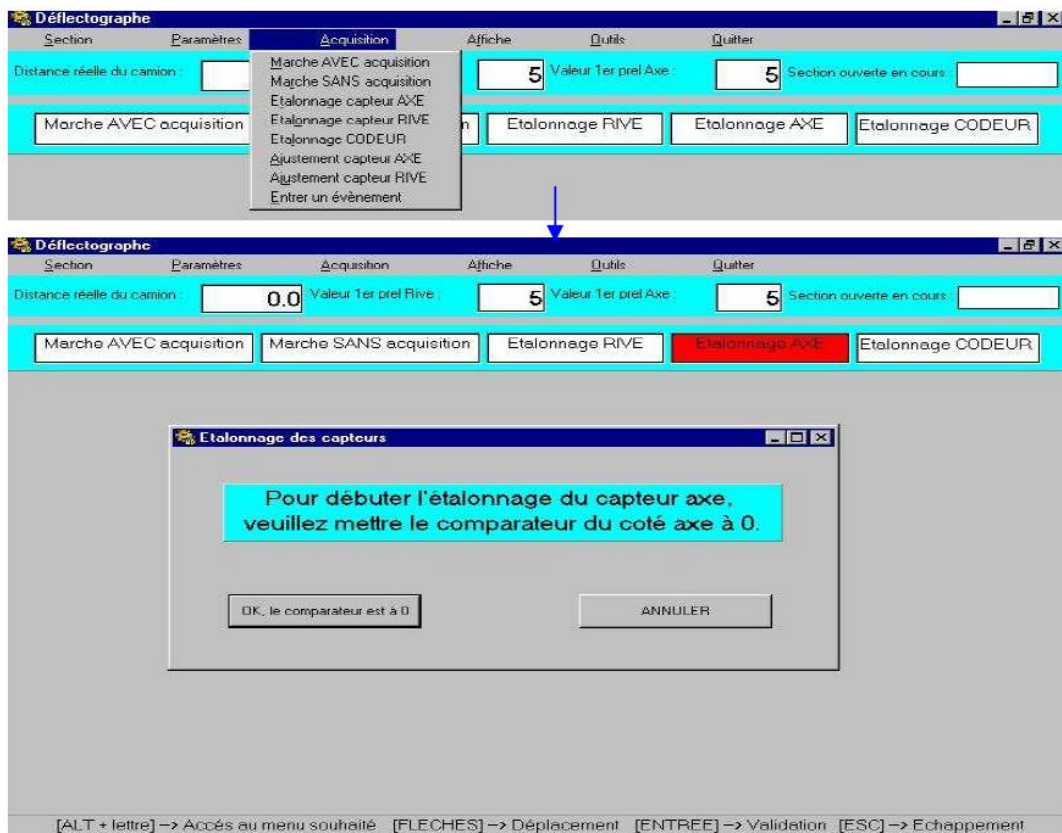 Déflectographe
Section Paramètres Acquisition Affiche Outils Quitter
Distance réelle du camion : 5 Valeur 1er prel Axe : 5 Section ouverte en cours :
Marche AVEC acquisition
Marche SANS acquisition
Etalonnage capteur AXE
Etalonnage capteur RIVE
Etalonnage CODEUR
Ajustement capteur AXE
Ajustement capteur RIVE
Entrer un évènement
Marche AVEC acquisition n Etalonnage RIVE Etalonnage AXE Etalonnage CODEUR
Déflectographe
Section Paramètres Acquisition Affiche Outils Quitter
Distance réelle du camion : 0.0 Valeur 1er prel Rive : 5 Valeur 1er prel Axe : 5 Section ouverte en cours :
Marche AVEC acquisition Marche SANS acquisition Etalonnage RIVE Etalonnage AXE Etalonnage CODEUR
Etalonnage des capteurs
Pour débuter l'étalonnage du capteur axe,
veuillez mettre le comparateur du coté axe à 0.
OK, le comparateur est à 0 ANNULER
[ALT + lettre] --> Accés au menu souhaité [FLECHES] --> Déplacement [ENTREE] --> Validation [ESC] --> Echappement